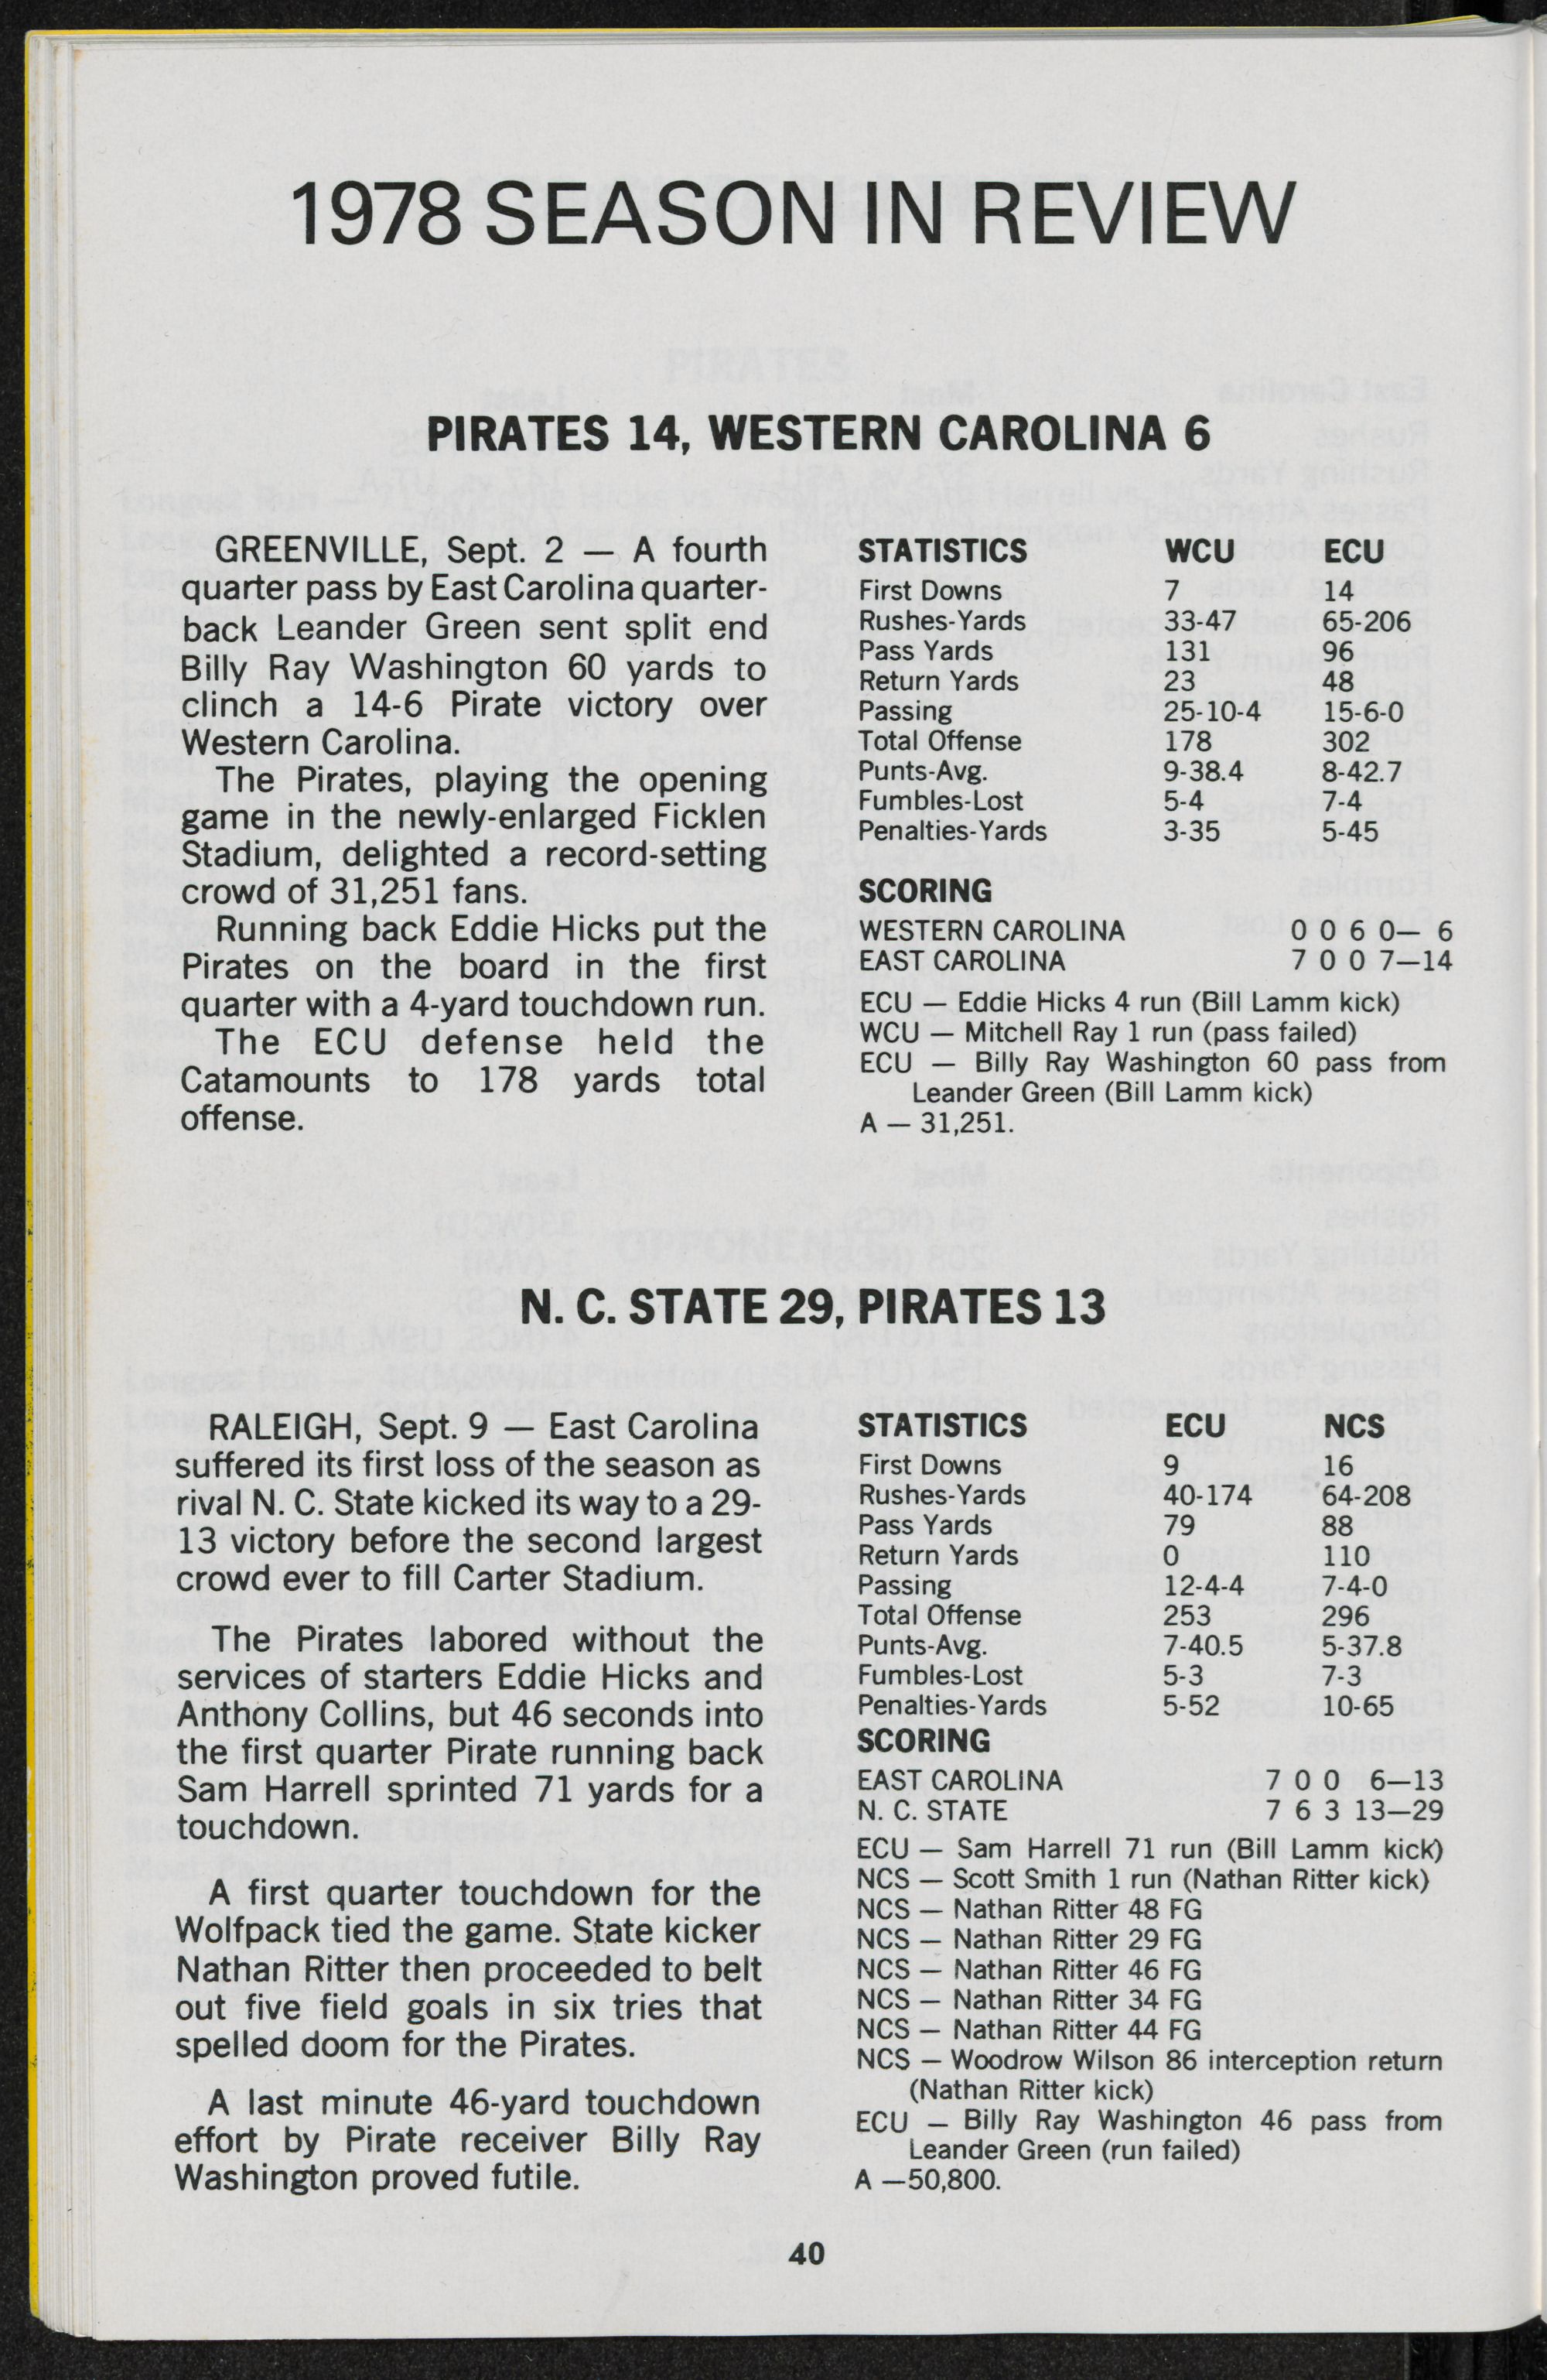 1978 SEASON IN REVIEW
PIRATES 14, WESTERN CAROLINA 6
GREENVILLE, Sept. 2 — A fourth
quarter pass by East Carolina quarter-
back Leander Green sent split end
Billy Ray Washington 60 yards to
clinch a 14-6 Pirate victory over
Western Carolina.
The Pirates, playing the opening
game in the newly-enlarged Ficklen
Stadium, delighted a record-setting
crowd of 31,251 fans.
Running back Eddie Hicks put the
Pirates on the board in the first
quarter with a 4-yard touchdown run.
The ECU defense held the
Catamounts to 178 yards total
offense.
STATISTICS WCU ECU
First Downs 7 14
Rushes-Yards 33-47 65-206
Pass Yards 131 96
Return Yards 23 48
Passing 25-10-4 15-6-0
Total Offense 178 302
Punts-Avg. 9-38.4 8-42.7
Fumbles-Lost 5-4 7-4
Penalties-Yards 3-35 5-45
SCORING
WESTERN CAROLINA 0 0 6 0— 6
EAST CAROLINA 7 0 0 7—14
ECU — Eddie Hicks 4 run (Bill Lamm kick)
WCU — Mitchell Ray 1 run (pass failed)
ECU — Billy Ray Washington 60 pass from
Leander Green (Bill Lamm kick)
A — 31,251.
N. C. STATE 29, PIRATES 13
RALEIGH, Sept. 9 — East Carolina
suffered its first loss of the season as
rival N. C. State kicked its way to a 29-
13 victory before the second largest
crowd ever to fill Carter Stadium.
The Pirates labored without the
services of starters Eddie Hicks and
Anthony Collins, but 46 seconds into
the first quarter Pirate running back
Sam Harrell sprinted 71 yards for a
touchdown.
A first quarter touchdown for the
Wolfpack tied the game. State kicker
Nathan Ritter then proceeded to belt
out five field goals in six tries that
spelled doom for the Pirates.
A last minute 46-yard touchdown
effort by Pirate receiver Billy Ray
Washington proved futile.
STATISTICS ECU NCS
First Downs 9 16
Rushes-Yards 40-174 64-208
Pass Yards 79 88
Return Yards 0 110
Passing 12-4-4 7-4-0
Total Offense 253 296
Punts-Avg. 7-40.5 5-37.8
Fumbles-Lost 5-3 7-3
Penalties-Yards 5-52 10-65
SCORING
EAST CAROLINA 7 0 0 6—13
N. C. STATE 7 6 3 13—29
ECU — Sam Harrell 71 run (Bill Lamm kick)
NCS — Scott Smith 1 run (Nathan Ritter kick)
NCS — Nathan Ritter 48 FG
NCS — Nathan Ritter 29 FG
NCS — Nathan Ritter 46 FG
NCS — Nathan Ritter 34 FG
NCS — Nathan Ritter 44 FG
NCS — Woodrow Wilson 86 interception return
(Nathan Ritter kick)
ECU — Billy Ray Washington 46 pass from
Leander Green (run failed)
A —50,800.
40